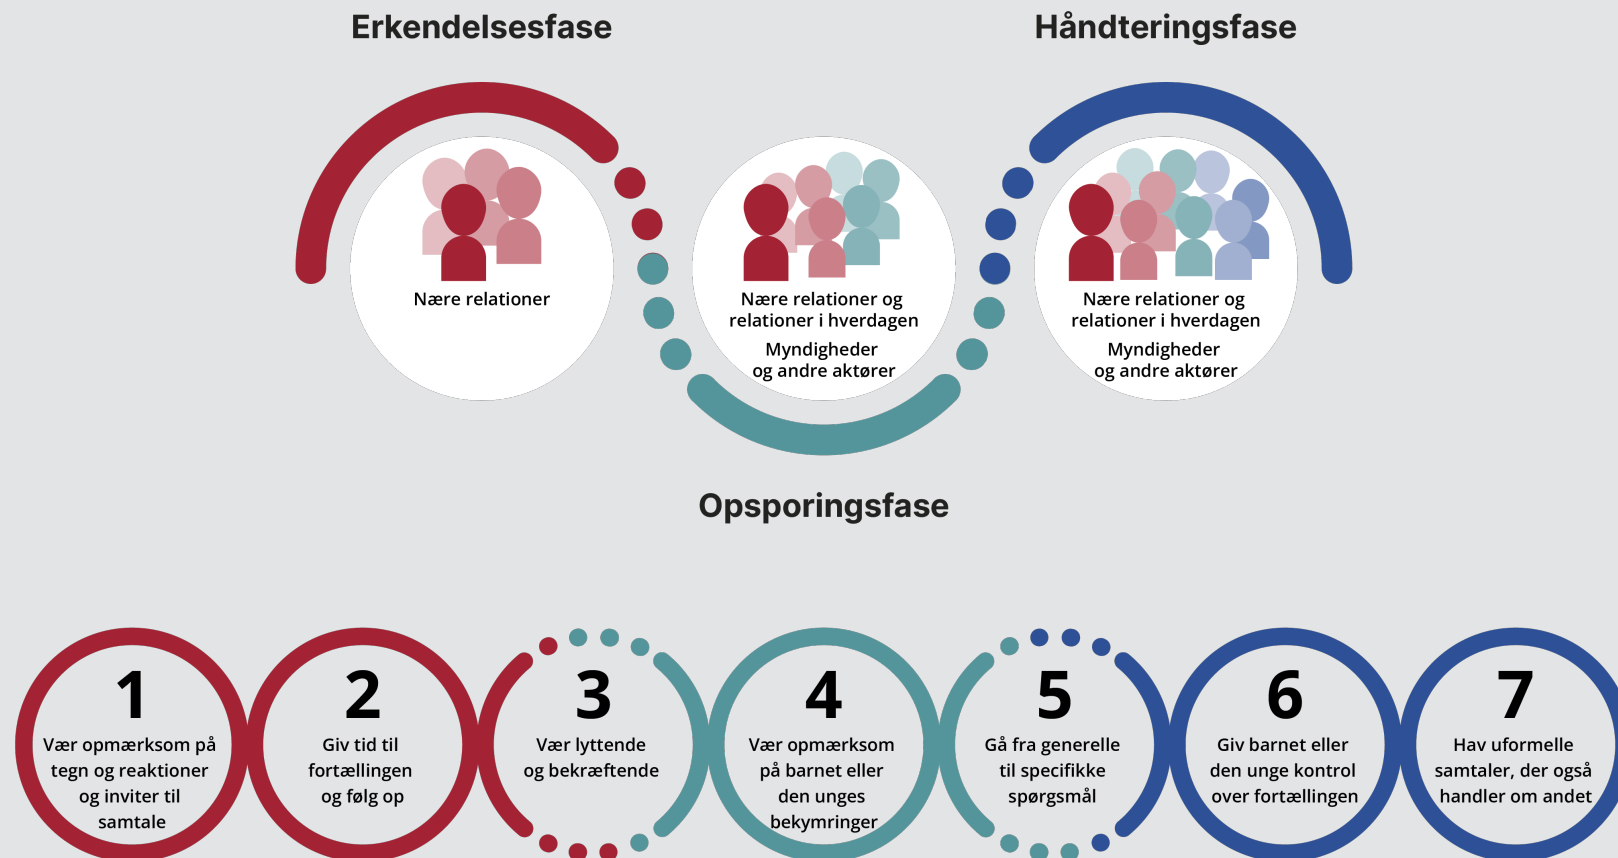 Erkendelsesfase
Håndteringsfase
Nære relationer
Nære relationer og
relationer i hverdagen
Myndigheder
og andre aktører
Nære relationer og
relationer i hverdagen
Myndigheder
og andre aktører
Opsporingsfase
1
Vær opmærksom på
tegn og reaktioner
og inviter til
samtale
2
Giv tid til
fortællingen
og følg op
3
Vær lyttende
og bekræftende
4
Vær opmærksom
på barnet eller
den unges
bekymringer
5
Gå fra generelle
til specifikke
spørgsmål
6
Giv barnet eller
den unge kontrol
over fortællingen
7
Hav uformelle
samtaler, der også
handler om andet